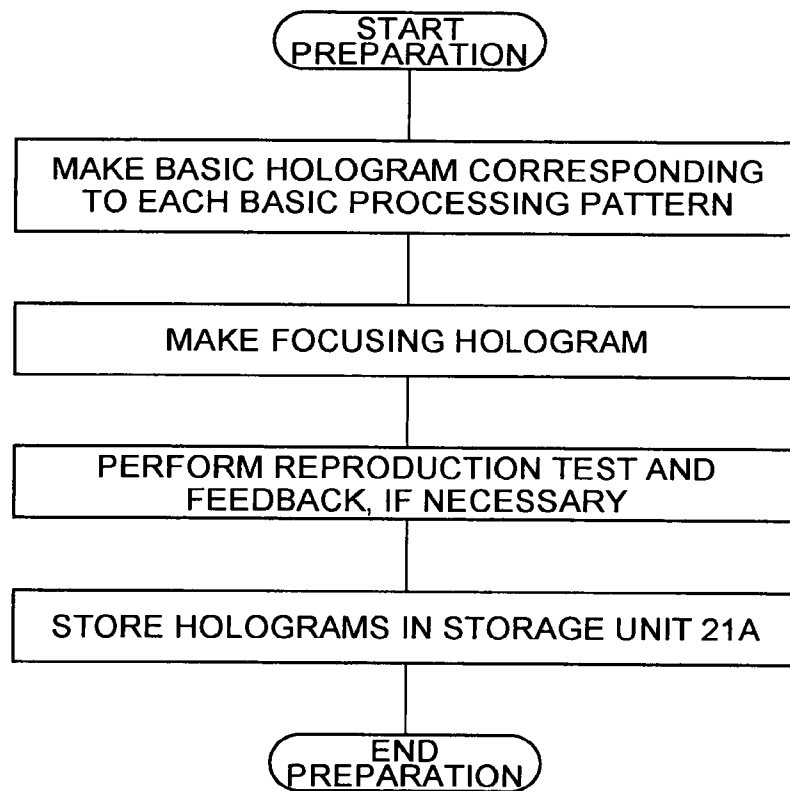 START
PREPARATION
MAKE BASIC HOLOGRAM CORRESPONDING
TO EACH BASIC PROCESSING PATTERN
MAKE FOCUSING HOLOGRAM
PERFORM REPRODUCTION TEST AND
FEEDBACK, IF NECESSARY
STORE HOLOGRAMS IN STORAGE UNIT 21A
END
PREPARATION